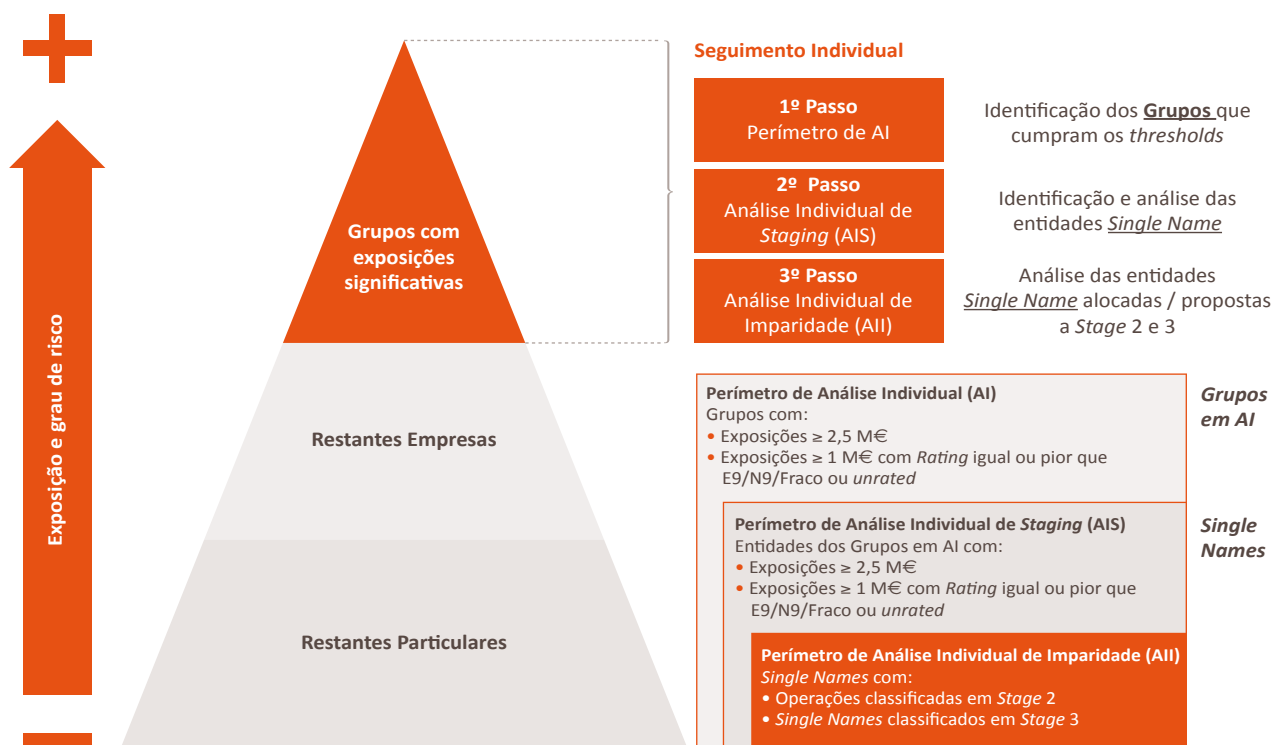 Exposição e grau de risco
Grupos com
exposições
significativas
Restantes Empresas
Restantes Particulares
Seguimento Individual
1º Passo
Perímetro de AI
Identificação dos Grupos que
cumpram os thresholds
2º Passo
Análise Individual de
Staging (AIS)
Identificação e análise das
entidades Single Name
3º Passo
Análise Individual de
Imparidade (AII)
Análise das entidades
Single Name alocadas / propostas
a Stage 2 e 3
Perímetro de Análise Individual (AI)
Grupos com:
• Exposições ≥ 2,5 M€
• Exposições ≥ 1 M€ com Rating igual ou pior que
E9/N9/Fraco ou unrated
Grupos
em AI
Perímetro de Análise Individual de Staging (AIS)
Entidades dos Grupos em AI com:
• Exposições ≥ 2,5 M€
• Exposições ≥ 1 M€ com Rating igual ou pior que
E9/N9/Fraco ou unrated
Single
Names
Perímetro de Análise Individual de Imparidade (AII)
Single Names com:
• Operações classificadas em Stage 2
• Single Names classificados em Stage 3